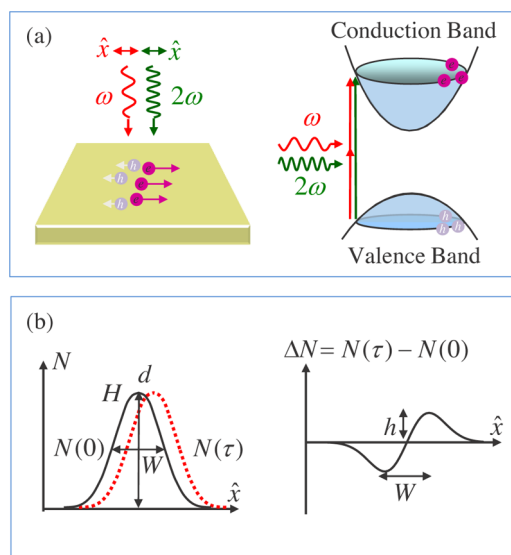 (a)
x̂ x̂
ω 2ω
h e
h e
h e
Conduction Band
e
e e
ω
2ω
h
h h
Valence Band
(b)
N
d
H
N(0) W N(τ)
x̂
ΔN= N(τ) − N(0)
h x̂
W